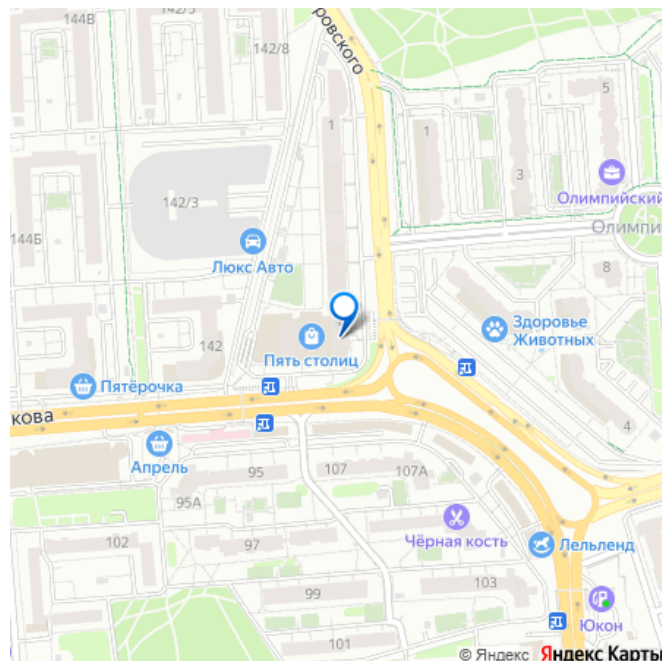 144В
142/8
ровского
1
1
5
3
Олимпийский
142/3
144Б
Олимпи
Люкс Авто
8
Здоровье
Животных
142
Пять столиц
Пятёрочка
кова
4
Апрель
95
107
107А
95А
102
97
Чёрная кость
Лельленд
99
103
Юкон
101
© Яндекс Яндекс Карты